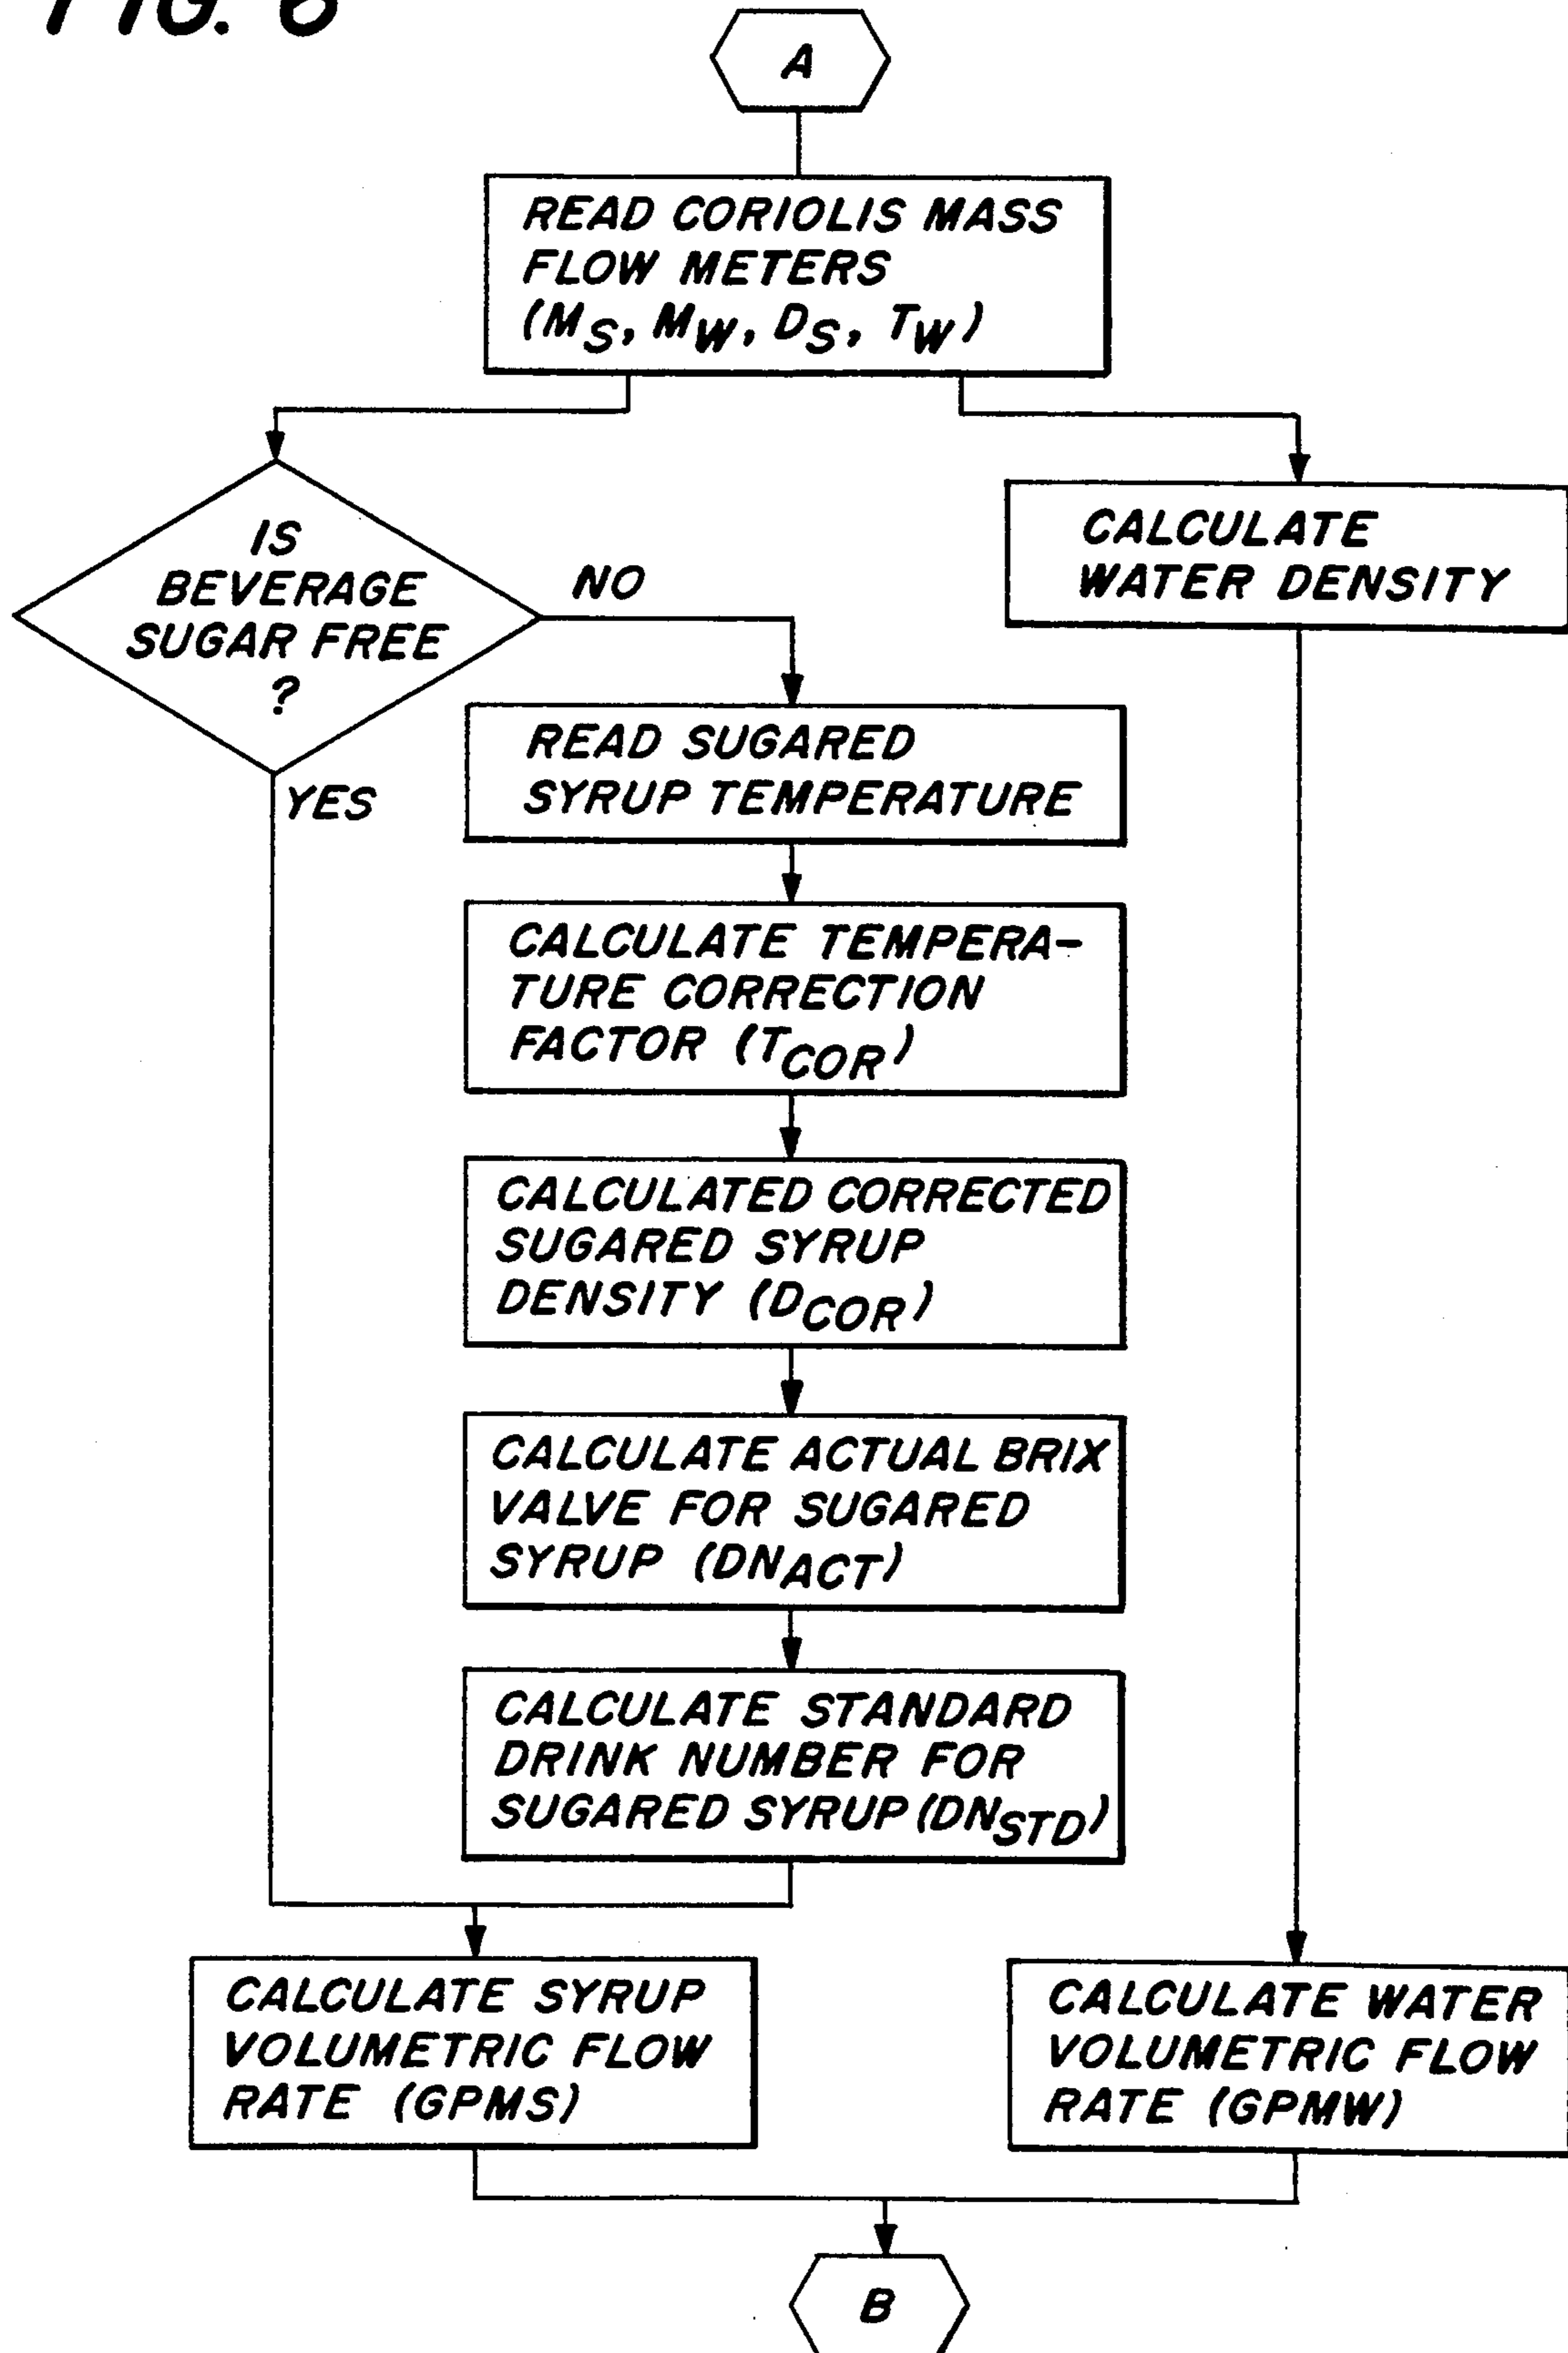 FIG. 6
A
READ CORIOLIS MASS
FLOW METERS
(MS, MW, DS, TW)
IS
BEVERAGE
SUGAR FREE
?
NO
YES
CALCULATE
WATER DENSITY
READ SUGARED
SYRUP TEMPERATURE
CALCULATE TEMPERA-
TURE CORRECTION
FACTOR (TCOR)
CALCULATED CORRECTED
SUGARED SYRUP
DENSITY (DCOR)
CALCULATE ACTUAL BRIX
VALVE FOR SUGARED
SYRUP (DNACT)
CALCULATE STANDARD
DRINK NUMBER FOR
SUGARED SYRUP (DNSTD)
CALCULATE SYRUP
VOLUMETRIC FLOW
RATE (GPMS)
CALCULATE WATER
VOLUMETRIC FLOW
RATE (GPMW)
B